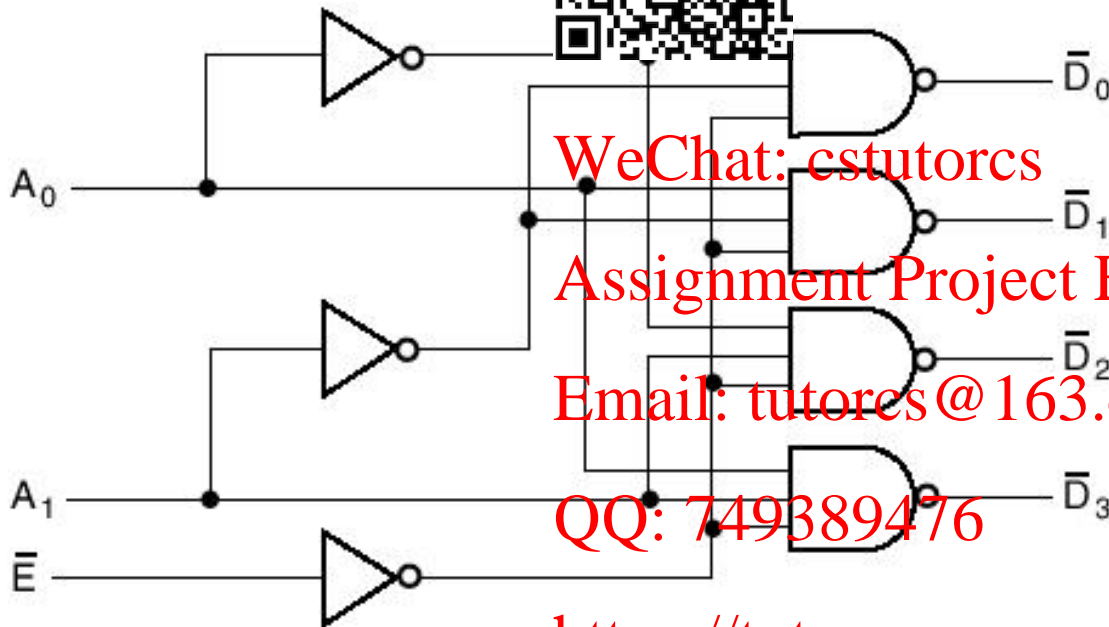 D̅0
WeChat: cstutorcs
A0
D̅1
Assignment Project
D̅2
Email: tutorcs@163.
A1
D̅3
QQ: 749389476
E̅